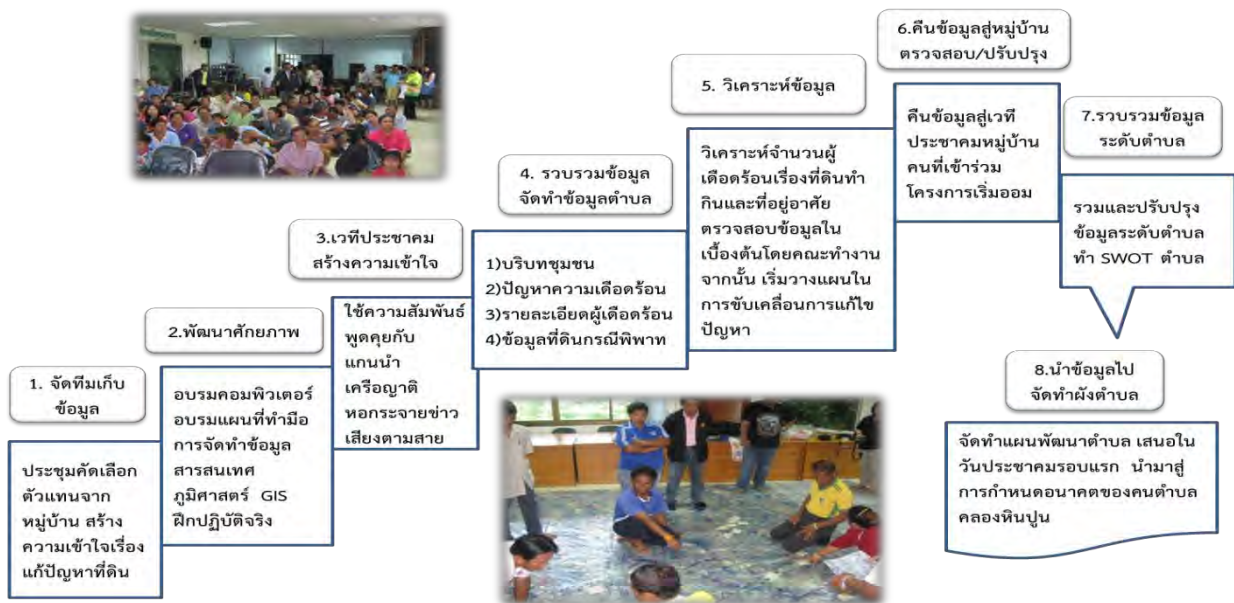 1. จัดทีมเก็บ
ข้อมูล
ประชุมคัดเลือก
ตัวแทนจาก
หมู่บ้าน สร้าง
ความเข้าใจเรื่อง
แก้ปัญหาที่ดิน
2.พัฒนาศักยภาพ
อบรมคอมพิวเตอร์
อบรมแผนที่ทำมือ
การจัดทำข้อมูล
สารสนเทศ
ภูมิศาสตร์ GIS
ฝึกปฏิบัติจริง
3.เวทีประชาคม
สร้างความเข้าใจ
ใช้ความสัมพันธ์
พูดคุยกับ
แกนนำ
เครือญาติ
หอกระจายข่าว
เสียงตามสาย
4. รวบรวมข้อมูล
จัดทำข้อมูลตำบล
1)บริบทชุมชน
2)ปัญหาความเดือดร้อน
3)รายละเอียดผู้เดือดร้อน
4)ข้อมูลที่ดินกรณีพิพาท
5. วิเคราะห์ข้อมูล
วิเคราะห์จำนวนผู้
เดือดร้อนเรื่องที่ดินทำ
กินและที่อยู่อาศัย
ตรวจสอบข้อมูลใน
เบื้องต้นโดยคณะทำงาน
จากนั้น เริ่มวางแผนใน
การขับเคลื่อนการแก้ไข
ปัญหา
6.คืนข้อมูลสู่หมู่บ้าน
ตรวจสอบ/ปรับปรุง
คืนข้อมูลสู่เวที
ประชาคมหมู่บ้าน
คนที่เข้าร่วม
โครงการเริ่มออม
7.รวบรวมข้อมูล
ระดับตำบล
รวมและปรับปรุง
ข้อมูลระดับตำบล
ทำ SWOT ตำบล
8.นำข้อมูลไป
จัดทำผังตำบล
จัดทำแผนพัฒนาตำบล เสนอใน
วันประชาคมรอบแรก นำมาสู่
การกำหนดอนาคตของคนตำบล
คลองหินปูน